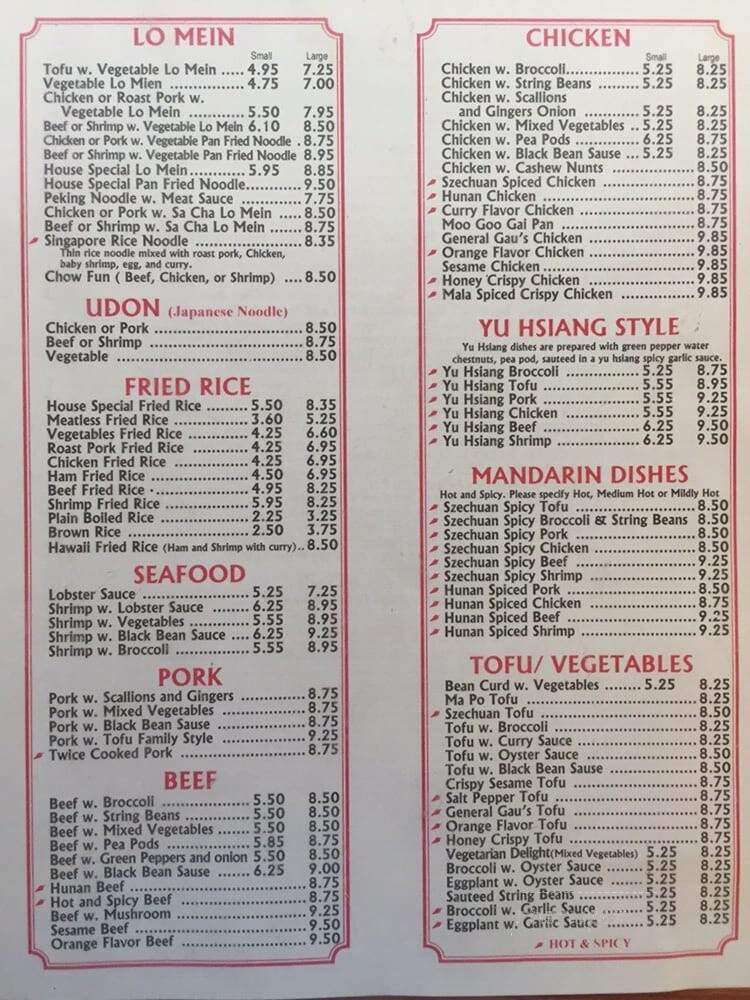 LO MEIN
Small Large
Tofu w. Vegetable Lo Mein ..... 4.95 7.25
Vegetable Lo Mien .............. 4.75 7.00
Chicken or Roast Pork w.
Vegetable Lo Mein ........... 5.50 7.95
Beef or Shrimp w. Vegetable Lo Mein 6.10 8.50
Chicken or Pork w. Vegetable Pan Fried Noodle . 8.75
Beef or Shrimp w. Vegetable Pan Fried Noodle 8.95
House Special Lo Mein ........... 5.95 8.85
House Special Pan Fried Noodle........... 9.50
Peking Noodle w. Meat Sauce ............ 7.75
Chicken or Pork w. Sa Cha Lo Mein ..... 8.50
Beef or Shrimp w. Sa Cha Lo Mein ....... 8.75
Singapore Rice Noodle ..................... 8.35
Thin rice noodle mixed with roast pork, Chicken,
baby shrimp, egg, and curry.
Chow Fun ( Beef, Chicken, or Shrimp) .... 8.50
UDON (Japanese Noodle)
Chicken or Pork ............................ 8.50
Beef or Shrimp ............................. 8.75
Vegetable .................................. 8.50
FRIED RICE
House Special Fried Rice .......... 5.50 8.35
Meatless Fried Rice ................ 3.60 5.25
Vegetables Fried Rice ............. 4.25 6.60
Roast Pork Fried Rice ............. 4.25 6.95
Chicken Fried Rice ................ 4.25 6.95
Ham Fried Rice .................... 4.50 6.95
Beef Fried Rice .................... 4.95 8.25
Shrimp Fried Rice ................. 5.95 8.25
Plain Boiled Rice .................. 2.25 3.25
Brown Rice ........................ 2.50 3.75
Hawaii Fried Rice (Ham and Shrimp with curry).. 8.50
SEAFOOD
Lobster Sauce ..................... 5.25 7.25
Shrimp w. Lobster Sauce ........ 6.25 8.95
Shrimp w. Vegetables ............ 5.55 8.95
Shrimp w. Black Bean Sauce .... 6.25 9.25
Shrimp w. Broccoli ............... 5.55 8.95
PORK
Pork w. Scallions and Gingers ............. 8.75
Pork w. Mixed Vegetables ................. 8.75
Pork w. Black Bean Sause ................. 8.75
Pork w. Tofu Family Style ................. 9.25
Twice Cooked Pork ........................ 8.75
BEEF
Beef w. Broccoli .................. 5.50 8.50
Beef w. String Beans ............. 5.50 8.50
Beef w. Mixed Vegetables ...... 5.50 8.50
Beef w. Pea Pods ................. 5.85 8.75
Beef w. Green Peppers and onion 5.50 8.50
Beef w. Black Bean Sause ....... 6.25 9.00
Hunan Beef ................................ 8.75
Hot and Spicy Beef ........................ 8.75
Beef w. Mushroom ........................ 9.25
Sesame Beef ............................... 9.50
Orange Flavor Beef ........................ 9.50
CHICKEN
Small Large
Chicken w. Broccoli............... 5.25 8.25
Chicken w. String Beans ......... 5.25 8.25
Chicken w. Scallions
and Gingers Onion ............ 5.25 8.25
Chicken w. Mixed Vegetables .. 5.25 8.25
Chicken w. Pea Pods ............. 6.25 8.75
Chicken w. Black Bean Sause ... 5.25 8.25
Chicken w. Cashew Nunts .................. 8.50
Szechuan Spiced Chicken .................. 8.75
Hunan Chicken ............................. 8.75
Curry Flavor Chicken ...................... 8.75
Moo Goo Gai Pan ......................... 8.75
General Gau's Chicken .................... 9.85
Orange Flavor Chicken .................... 9.85
Sesame Chicken ............................ 9.85
Honey Crispy Chicken ..................... 9.85
Mala Spiced Crispy Chicken ............... 9.85
YU HSIANG STYLE
Yu Hsiang dishes are prepared with green pepper water
chestnuts, pea pod, sauteed in a yu hsiang spicy garlic sauce.
Yu Hsiang Broccoli ................ 5.25 8.75
Yu Hsiang Tofu .................... 5.55 8.95
Yu Hsiang Pork .................... 5.55 9.25
Yu Hsiang Chicken ................ 5.55 9.25
Yu Hsiang Beef .................... 6.25 9.50
Yu Hsiang Shrimp ................. 6.25 9.50
MANDARIN DISHES
Hot and Spicy. Please specify Hot, Medium Hot or Mildly Hot
Szechuan Spicy Tofu ...................... 8.50
Szechuan Spicy Broccoli & String Beans 8.50
Szechuan Spicy Pork ...................... 8.50
Szechuan Spicy Chicken ................... 8.50
Szechuan Spicy Beef ...................... 9.25
Szechuan Spicy Shrimp .................... 9.25
Hunan Spiced Pork ........................ 8.50
Hunan Spiced Chicken ..................... 8.75
Hunan Spiced Beef ........................ 9.25
Hunan Spiced Shrimp ...................... 9.25
TOFU/ VEGETABLES
Bean Curd w. Vegetables ........ 5.25 8.25
Ma Po Tofu ................................ 8.25
Szechuan Tofu ............................. 8.50
Tofu w. Broccoli ........................... 8.25
Tofu w. Curry Sauce ....................... 8.25
Tofu w. Oyster Sauce ...................... 8.50
Tofu w. Black Bean Sause .................. 8.50
Crispy Sesame Tofu ........................ 8.75
Salt Pepper Tofu ........................... 8.75
General Gau's Tofu ........................ 8.75
Orange Flavor Tofu ........................ 8.75
Honey Crispy Tofu ......................... 8.75
Vegetarian Delight(Mixed Vegetables) 5.25 8.25
Broccoli w. Oyster Sauce ........ 5.25 8.25
Eggplant w. Oyster Sauce ....... 5.25 8.25
Sauteed String Beans ............. 5.25 8.25
Broccoli w. Garlic Sauce ......... 5.25 8.25
Eggplant w. Garlic Sauce ........ 5.25 8.25
HOT & SPICY